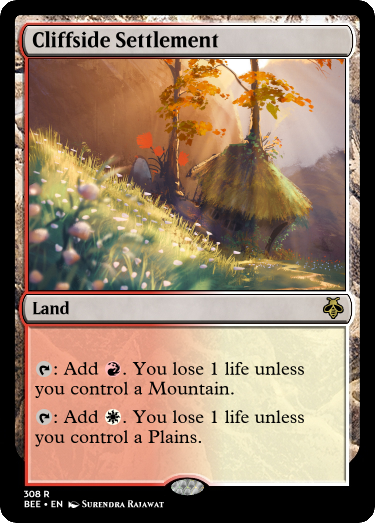 Cliffside Settlement
Land
T: Add R. You lose 1 life unless
you control a Mountain.
T: Add W. You lose 1 life unless
you control a Plains.
308 R
BEE • EN Surendra Rajawat